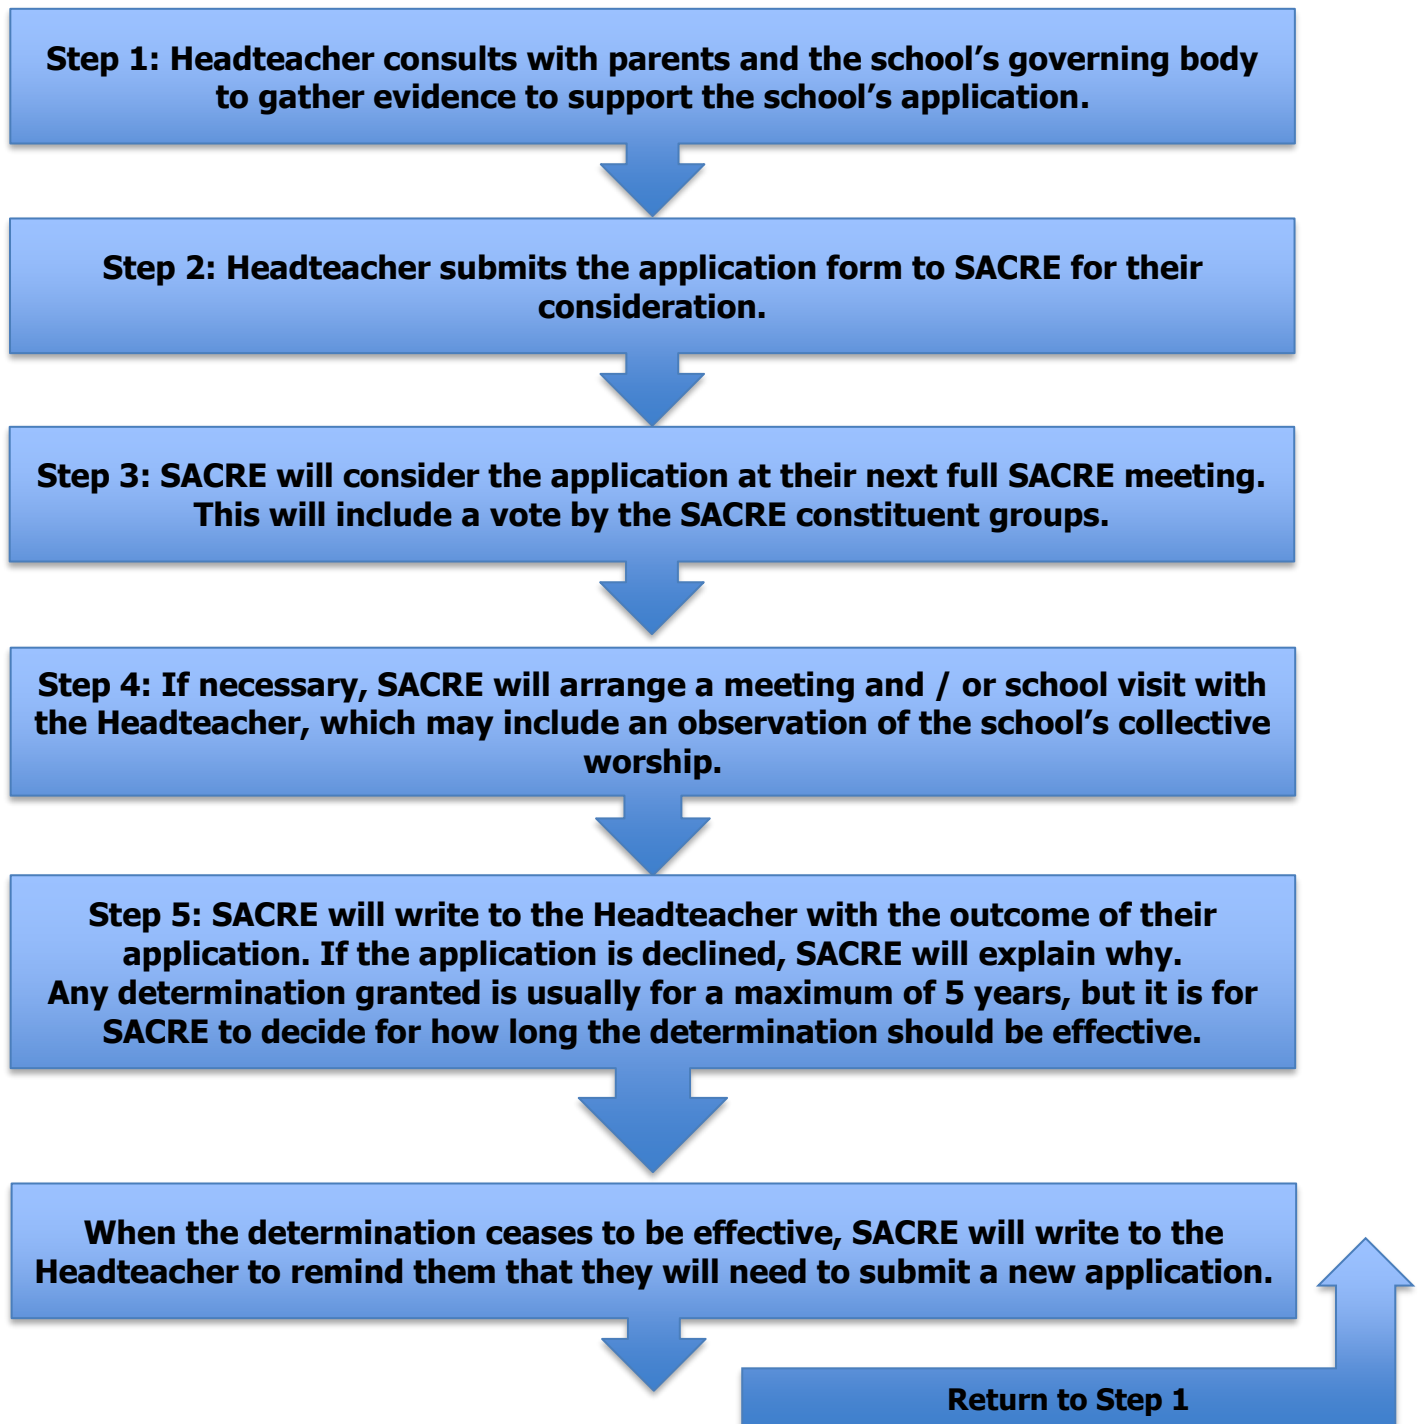 Step 1: Headteacher consults with parents and the school’s governing body
to gather evidence to support the school’s application.
Step 2: Headteacher submits the application form to SACRE for their
consideration.
Step 3: SACRE will consider the application at their next full SACRE meeting.
This will include a vote by the SACRE constituent groups.
Step 4: If necessary, SACRE will arrange a meeting and / or school visit with
the Headteacher, which may include an observation of the school’s collective
worship.
Step 5: SACRE will write to the Headteacher with the outcome of their
application. If the application is declined, SACRE will explain why.
Any determination granted is usually for a maximum of 5 years, but it is for
SACRE to decide for how long the determination should be effective.
When the determination ceases to be effective, SACRE will write to the
Headteacher to remind them that they will need to submit a new application.
Return to Step 1